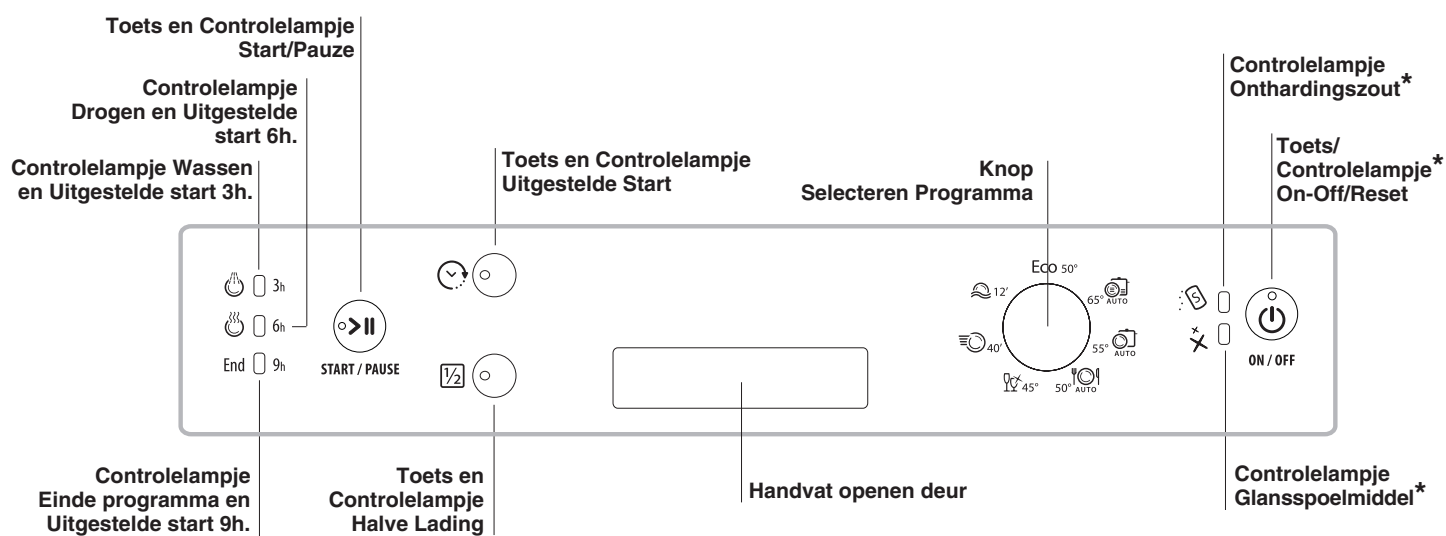 Toets en Controlelampje
Start/Pauze
Controlelampje
Drogen en Uitgestelde
start 6h.
Controlelampje Wassen
en Uitgestelde start 3h.
Toets en Controlelampje
Uitgestelde Start
Knop
Selecteren Programma
Controlelampje
Onthardingszout*
Toets/
Controlelampje*
On-Off/Reset
3h
6h
End 9h
START / PAUSE
1/2
Eco 50°
12'
65° AUTO
40'
55° AUTO
45°
50° AUTO
S
ON / OFF
Controlelampje
Einde programma en
Uitgestelde start 9h.
Toets en
Controlelampje
Halve Lading
Handvat openen deur
Controlelampje
Glansspoelmiddel*